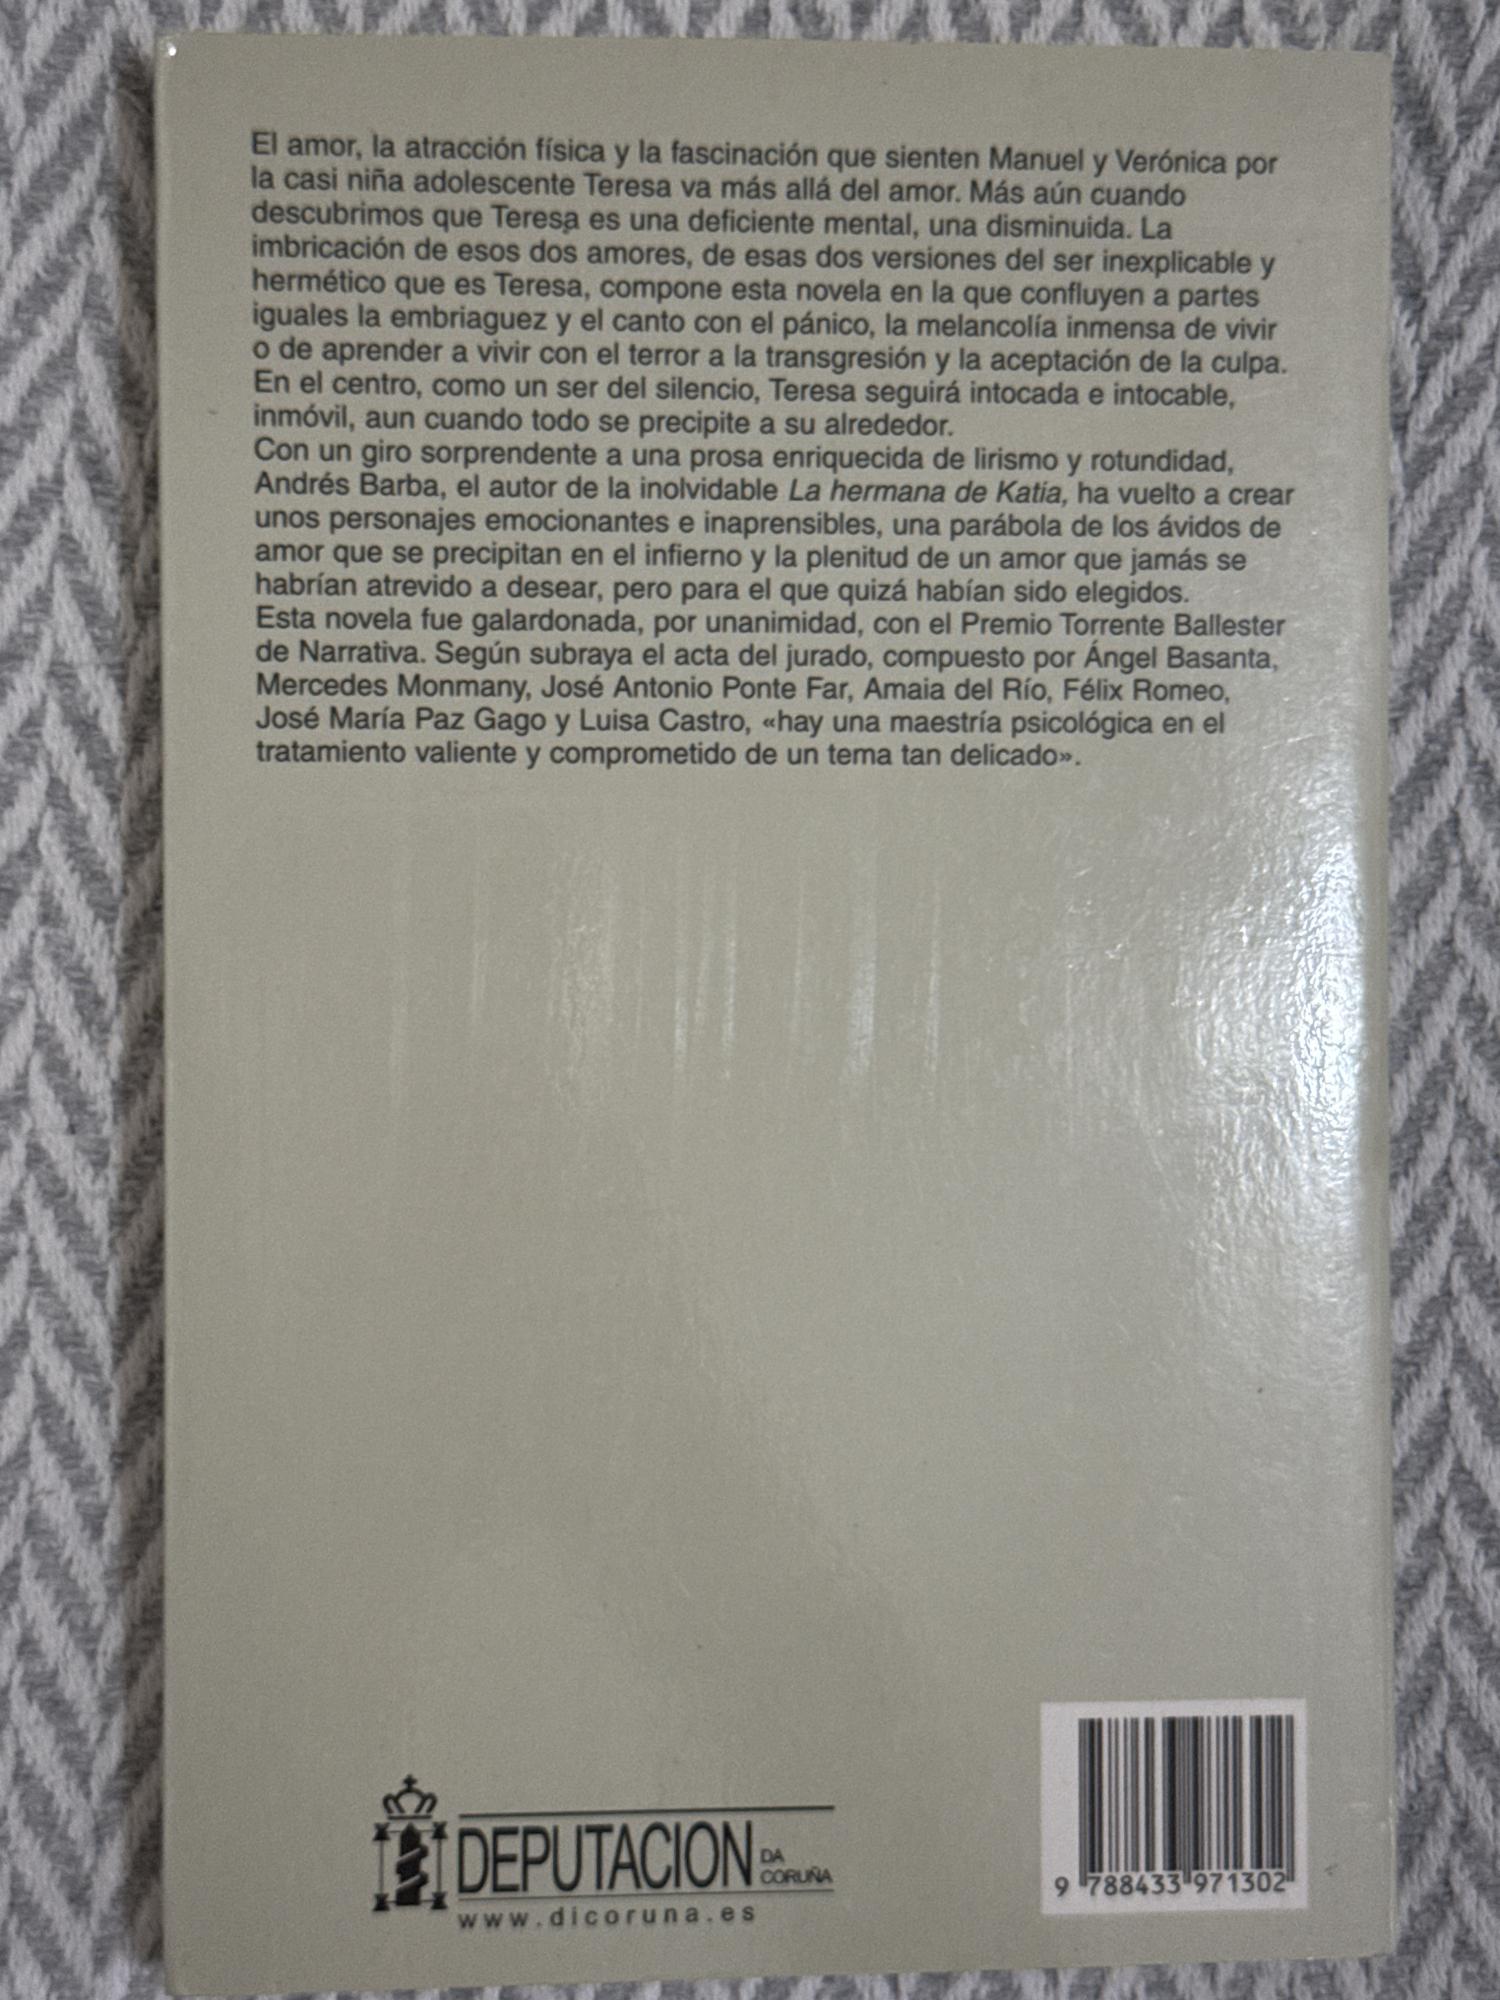 El amor, la atracción física y la fascinación que sienten Manuel y Verónica por
la casi niña adolescente Teresa va más allá del amor. Más aún cuando
descubrimos que Teresa es una deficiente mental, una disminuida. La
imbricación de esos dos amores, de esas dos versiones del ser inexplicable y
hermético que es Teresa, compone esta novela en la que confluyen a partes
iguales la embriaguez y el canto con el pánico, la melancolía inmensa de vivir
o de aprender a vivir con el terror a la transgresión y la aceptación de la culpa.
En el centro, como un ser del silencio, Teresa seguirá intocada e intocable,
inmóvil, aun cuando todo se precipite a su alrededor.
Con un giro sorprendente a una prosa enriquecida de lirismo y rotundidad,
Andrés Barba, el autor de la inolvidable La hermana de Katia, ha vuelto a crear
unos personajes emocionantes e inaprensibles, una parábola de los ávidos de
amor que se precipitan en el infierno y la plenitud de un amor que jamás se
habrían atrevido a desear, pero para el que quizá habían sido elegidos.
Esta novela fue galardonada, por unanimidad, con el Premio Torrente Ballester
de Narrativa. Según subraya el acta del jurado, compuesto por Ángel Basanta,
Mercedes Monmany, José Antonio Ponte Far, Amaia del Río, Félix Romeo,
José María Paz Gago y Luisa Castro, «hay una maestría psicológica en el
tratamiento valiente y comprometido de un tema tan delicado».
DEPUTACION DA CORUÑA
www.dicoruna.es
9 788433 971302